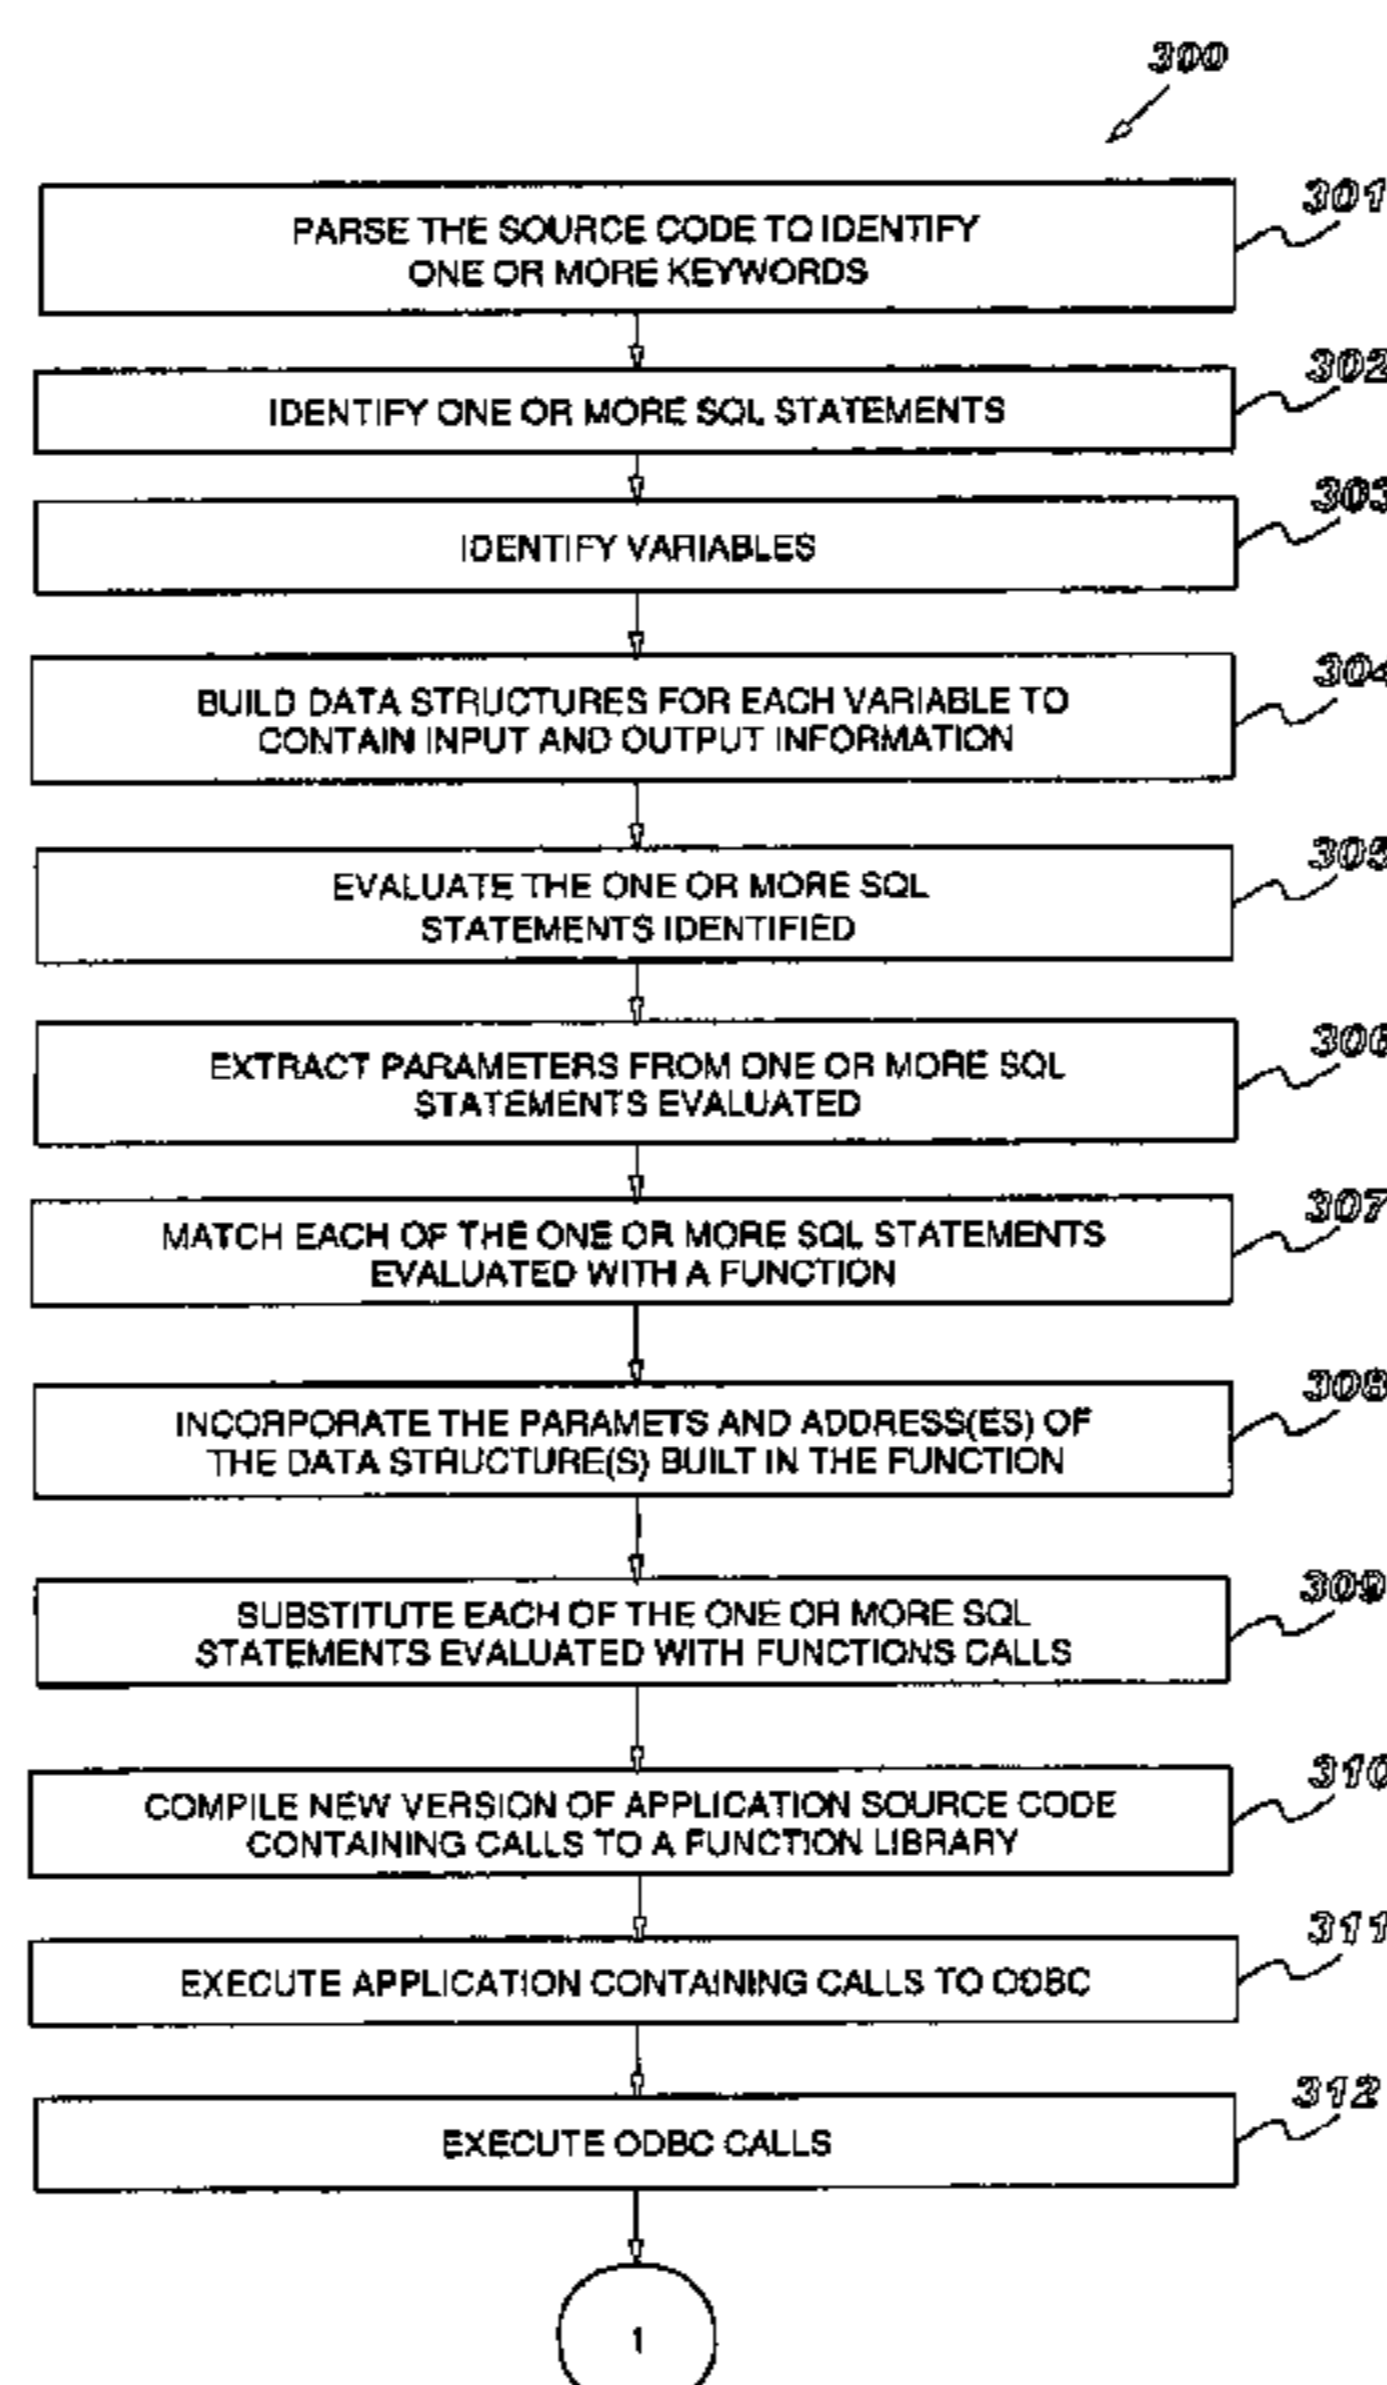 300
PARSE THE SOURCE CODE TO IDENTIFY
ONE OR MORE KEYWORDS
301
IDENTIFY ONE OR MORE SQL STATEMENTS
302
IDENTIFY VARIABLES
303
BUILD DATA STRUCTURES FOR EACH VARIABLE TO
CONTAIN INPUT AND OUTPUT INFORMATION
304
EVALUATE THE ONE OR MORE SQL
STATEMENTS IDENTIFIED
305
EXTRACT PARAMETERS FROM ONE OR MORE SQL
STATEMENTS EVALUATED
306
MATCH EACH OF THE ONE OR MORE SQL STATEMENTS
EVALUATED WITH A FUNCTION
307
INCORPORATE THE PARAMETS AND ADDRESS(ES) OF
THE DATA STRUCTURE(S) BUILT IN THE FUNCTION
308
SUBSTITUTE EACH OF THE ONE OR MORE SQL
STATEMENTS EVALUATED WITH FUNCTIONS CALLS
309
COMPILE NEW VERSION OF APPLICATION SOURCE CODE
CONTAINING CALLS TO A FUNCTION LIBRARY
310
EXECUTE APPLICATION CONTAINING CALLS TO ODBC
311
EXECUTE ODBC CALLS
312
1